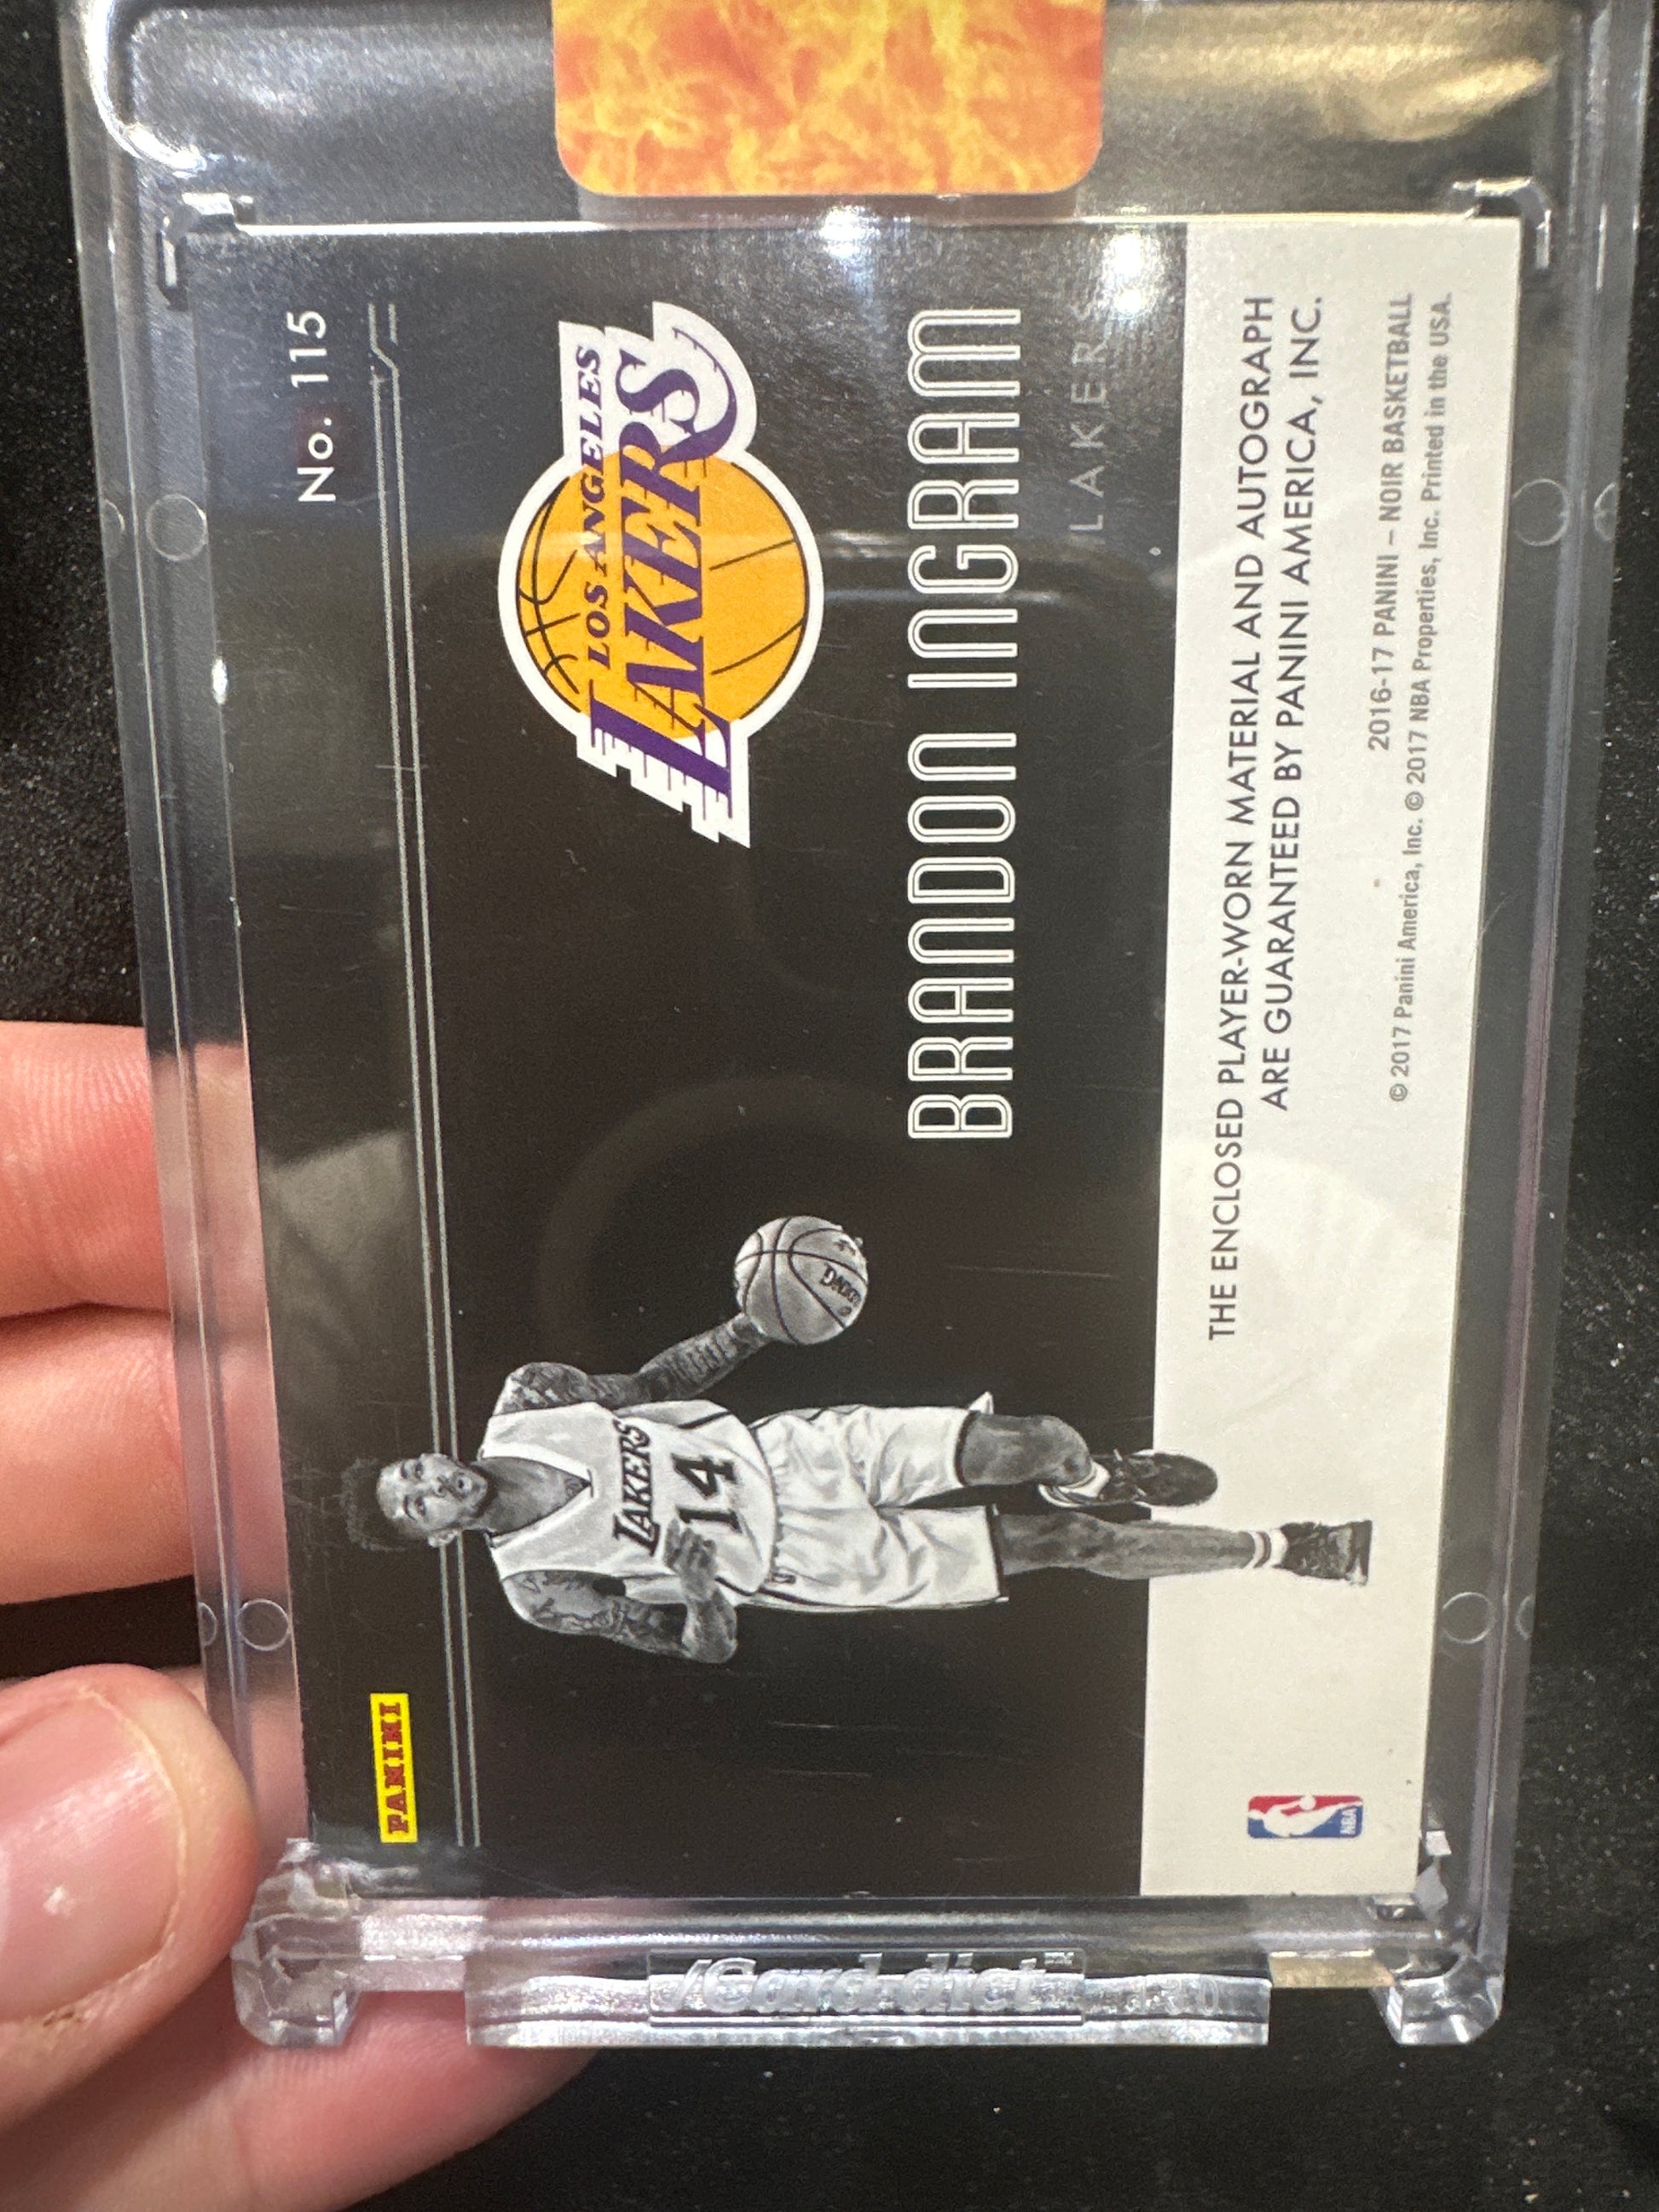 No. 115
LOS ANGELES
LAKERS
BRANDON INGRAM
LAKERS
LAKERS
14
PANINI
THE ENCLOSED PLAYER-WORN MATERIAL AND AUTOGRAPH
ARE GUARANTEED BY PANINI AMERICA, INC.
2016-17 PANINI – NOIR BASKETBALL
© 2017 Panini America, Inc. © 2017 NBA Properties, Inc. Printed in the USA.
NBA